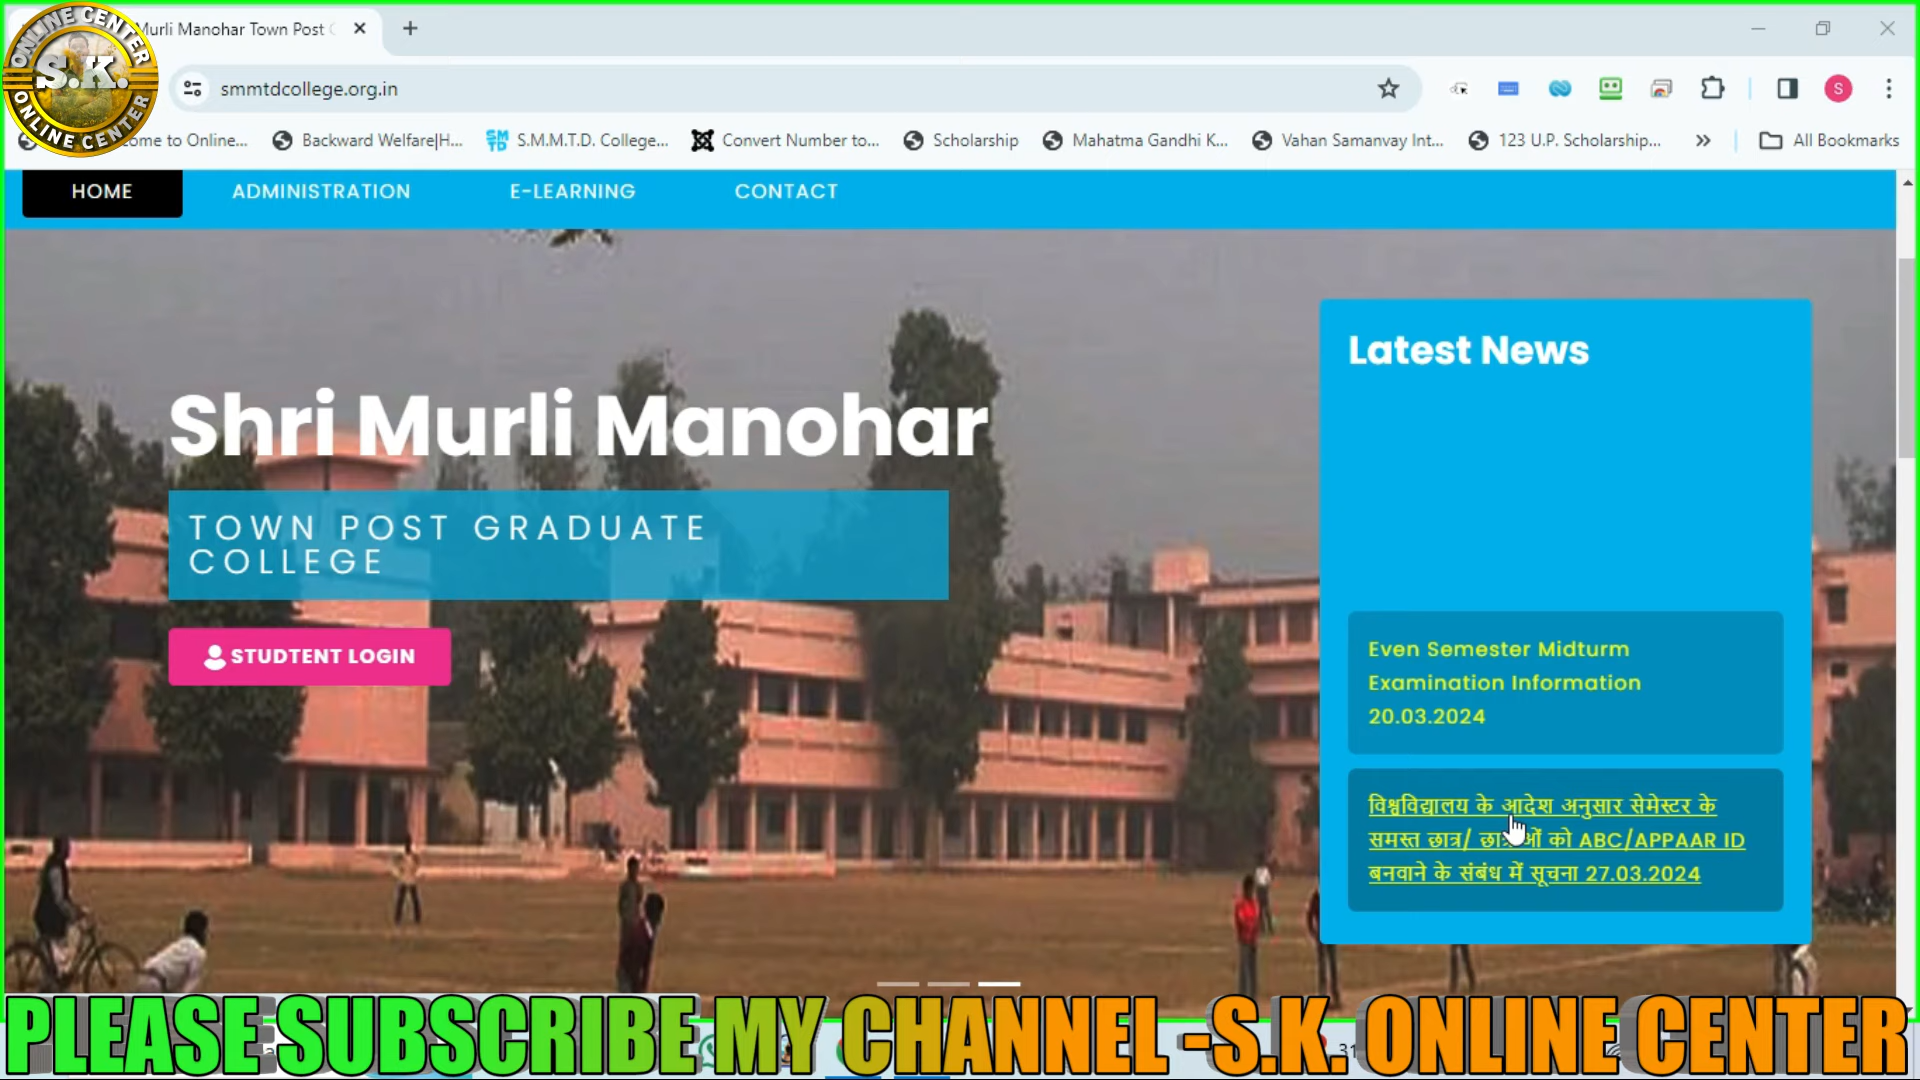 ONLINE CENTER
S.K.
ONLINE CENTER
Murli Manohar Town Post
smmtdcollege.org.in
S
come to Online...
Backward Welfare|H...
S.M.M.T.D. College...
Convert Number to...
Scholarship
Mahatma Gandhi K...
Vahan Samanvay Int...
123 U.P. Scholarship...
All Bookmarks
HOME
ADMINISTRATION
E-LEARNING
CONTACT
Shri Murli Manohar
TOWN POST GRADUATE
COLLEGE
STUDTENT LOGIN
Latest News
Even Semester Midturm
Examination Information
20.03.2024
विश्वविद्यालय के आदेश अनुसार सेमेस्टर के
समस्त छात्र/ को ABC/APPAAR ID
बनवाने के संबंध में सूचना 27.03.2024
PLEASE SUBSCRIBE MY CHANNEL -S.K. ONLINE CENTER